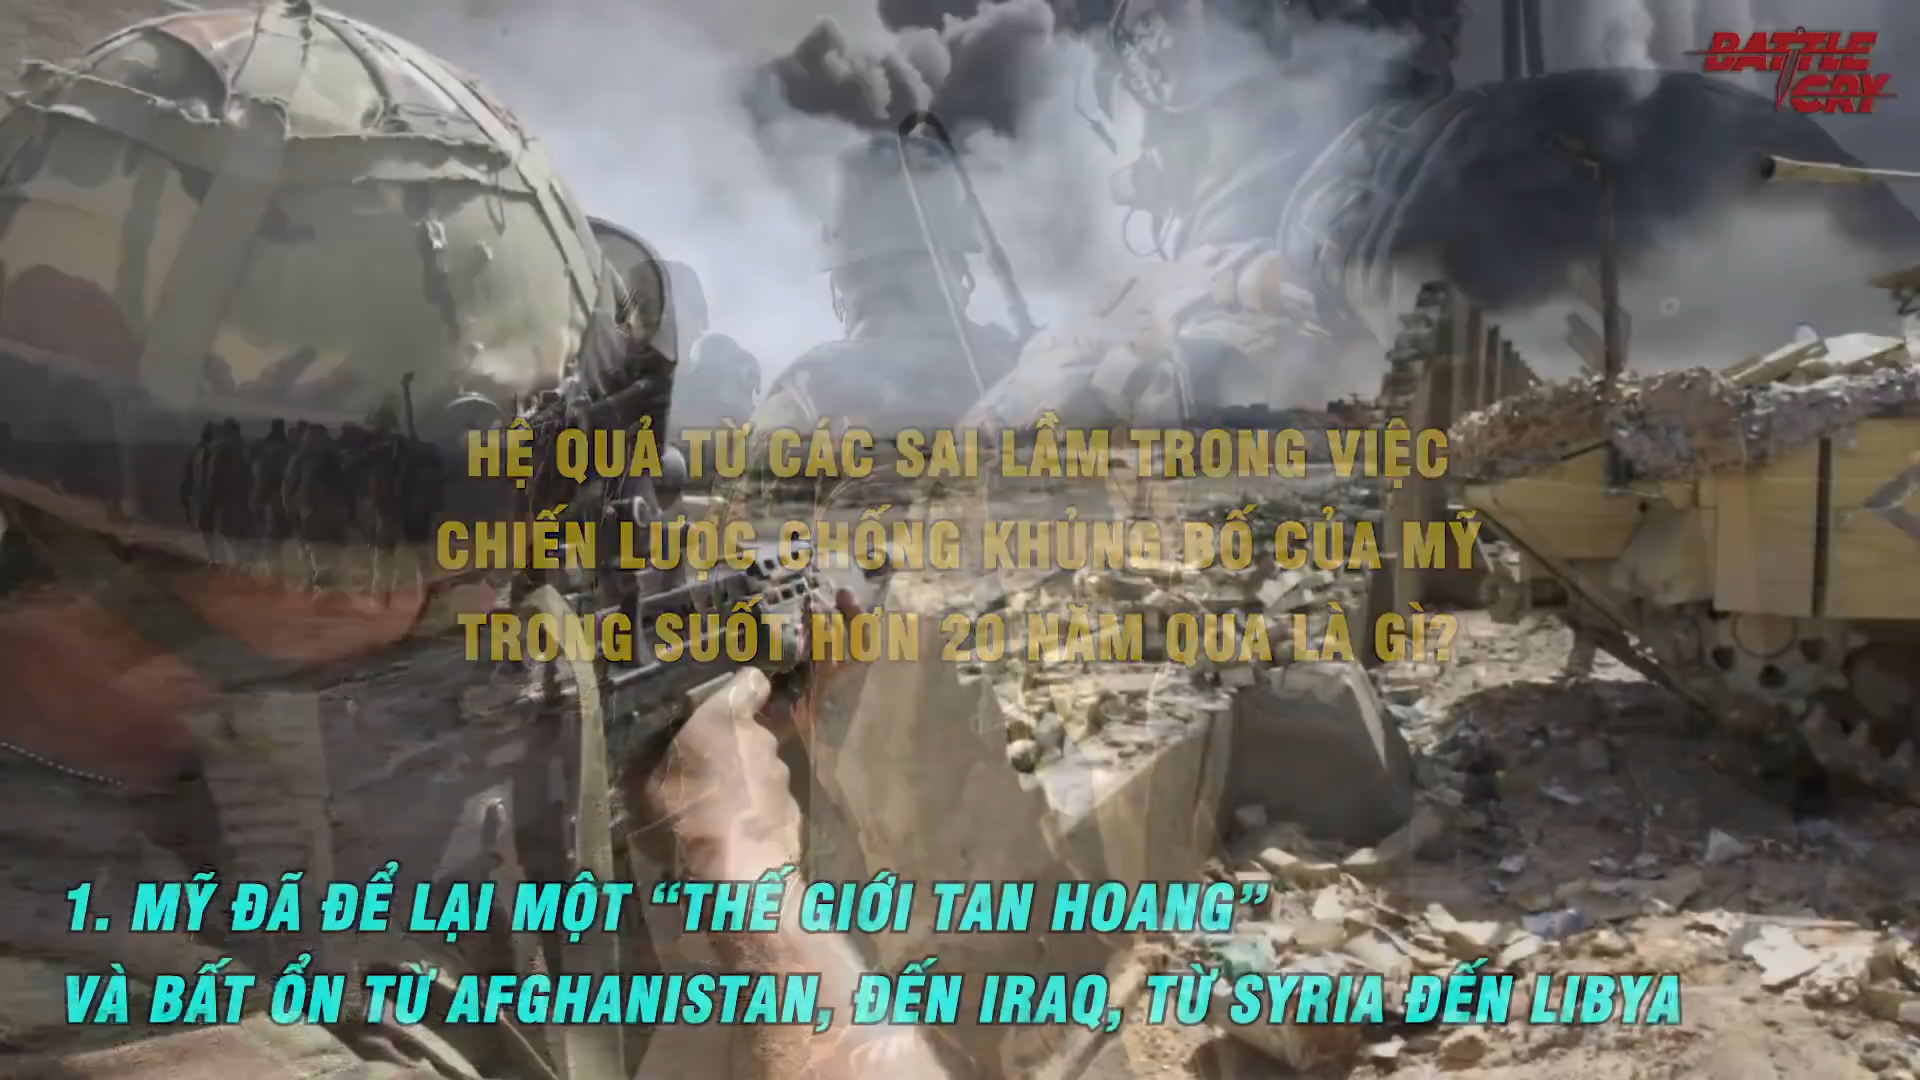 BATTLE
CRY
HỆ QUẢ TỪ CÁC SAI LẦM TRONG VIỆC
CHIẾN LƯỢC CHỐNG KHỦNG BỐ CỦA MỸ
TRONG SUỐT HƠN 20 NĂM QUA LÀ GÌ?
1. MỸ ĐÃ ĐỂ LẠI MỘT “THẾ GIỚI TAN HOANG”
VÀ BẤT ỔN TỪ AFGHANISTAN, ĐẾN IRAQ, TỪ SYRIA ĐẾN LIBYA